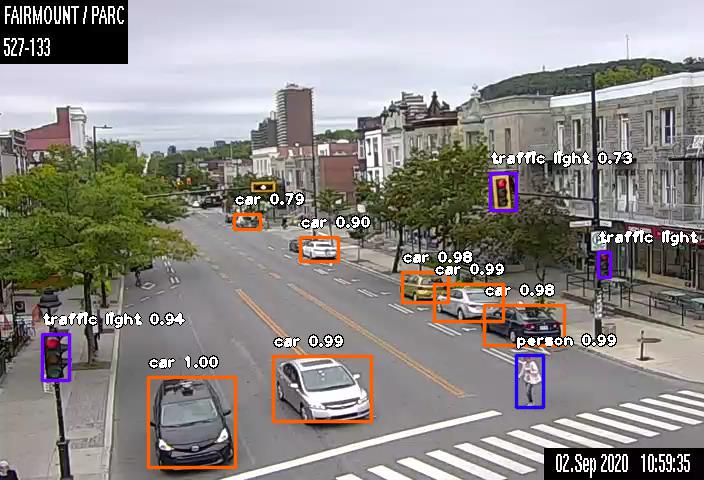 FAIRMOUNT / PARC
527-133
traffic light 0.73
car 0.79
car 0.90
traffic light
car 0.98
car 0.99
car 0.98
traffic light 0.94
car 0.99
person 0.99
car 1.00
02.Sep 2020 10:59:35